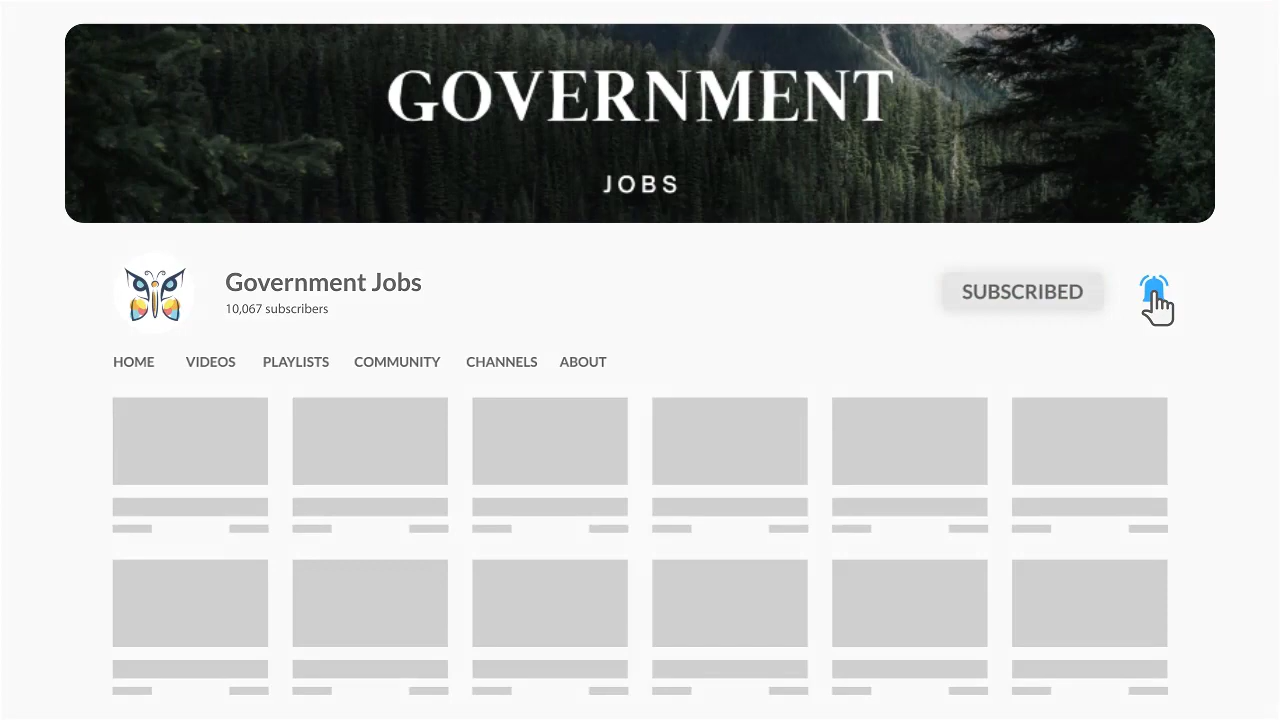 GOVERNMENT
JOBS
Government Jobs
10,067 subscribers
SUBSCRIBED
HOME VIDEOS PLAYLISTS COMMUNITY CHANNELS ABOUT